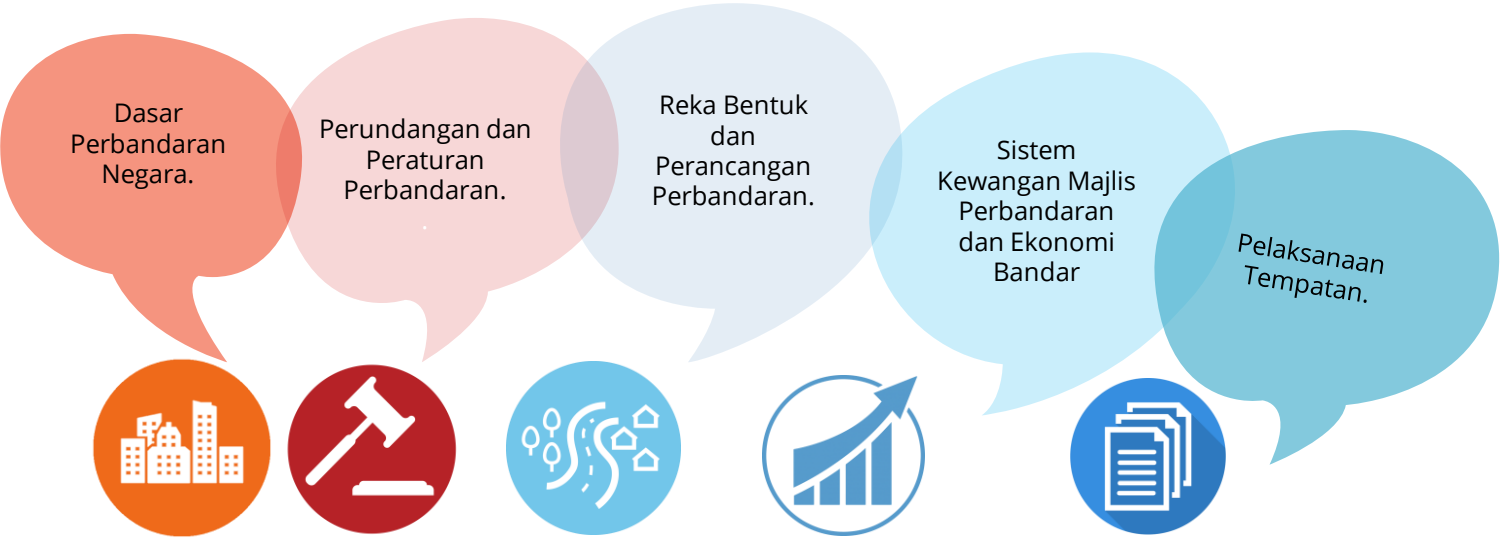 Dasar
Perbandaran
Negara.
Perundangan dan
Peraturan
Perbandaran.
.
Reka Bentuk
dan
Perancangan
Perbandaran.
Sistem
Kewangan Majlis
Perbandaran
dan Ekonomi
Bandar
Pelaksanaan
Tempatan.